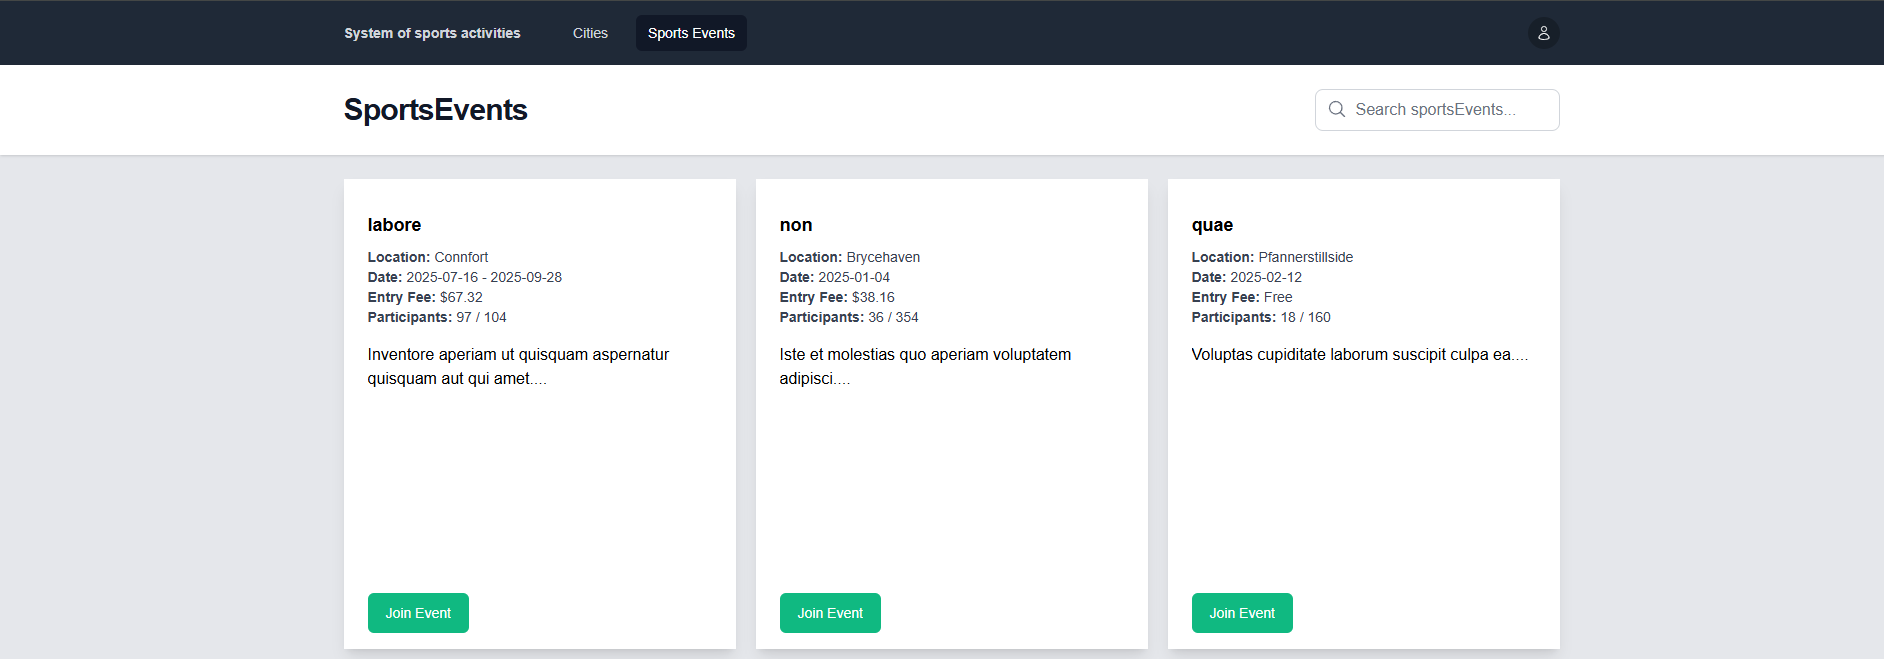 System of sports activities
Cities
Sports Events
SportsEvents
Search sportsEvents...
labore
Location: Connfort
Date: 2025-07-16 - 2025-09-28
Entry Fee: $67.32
Participants: 97 / 104
Inventore aperiam ut quisquam aspernatur
quisquam aut qui amet....
Join Event
non
Location: Brycehaven
Date: 2025-01-04
Entry Fee: $38.16
Participants: 36 / 354
Iste et molestias quo aperiam voluptatem
adipisci....
Join Event
quae
Location: Pfannerstillside
Date: 2025-02-12
Entry Fee: Free
Participants: 18 / 160
Voluptas cupiditate laborum suscipit culpa ea....
Join Event